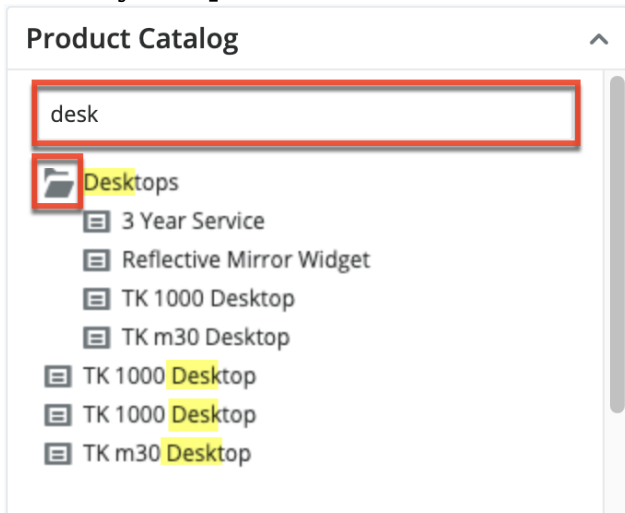 Product Catalog
desk
Desktops
3 Year Service
Reflective Mirror Widget
TK 1000 Desktop
TK m30 Desktop
TK 1000 Desktop
TK 1000 Desktop
TK m30 Desktop